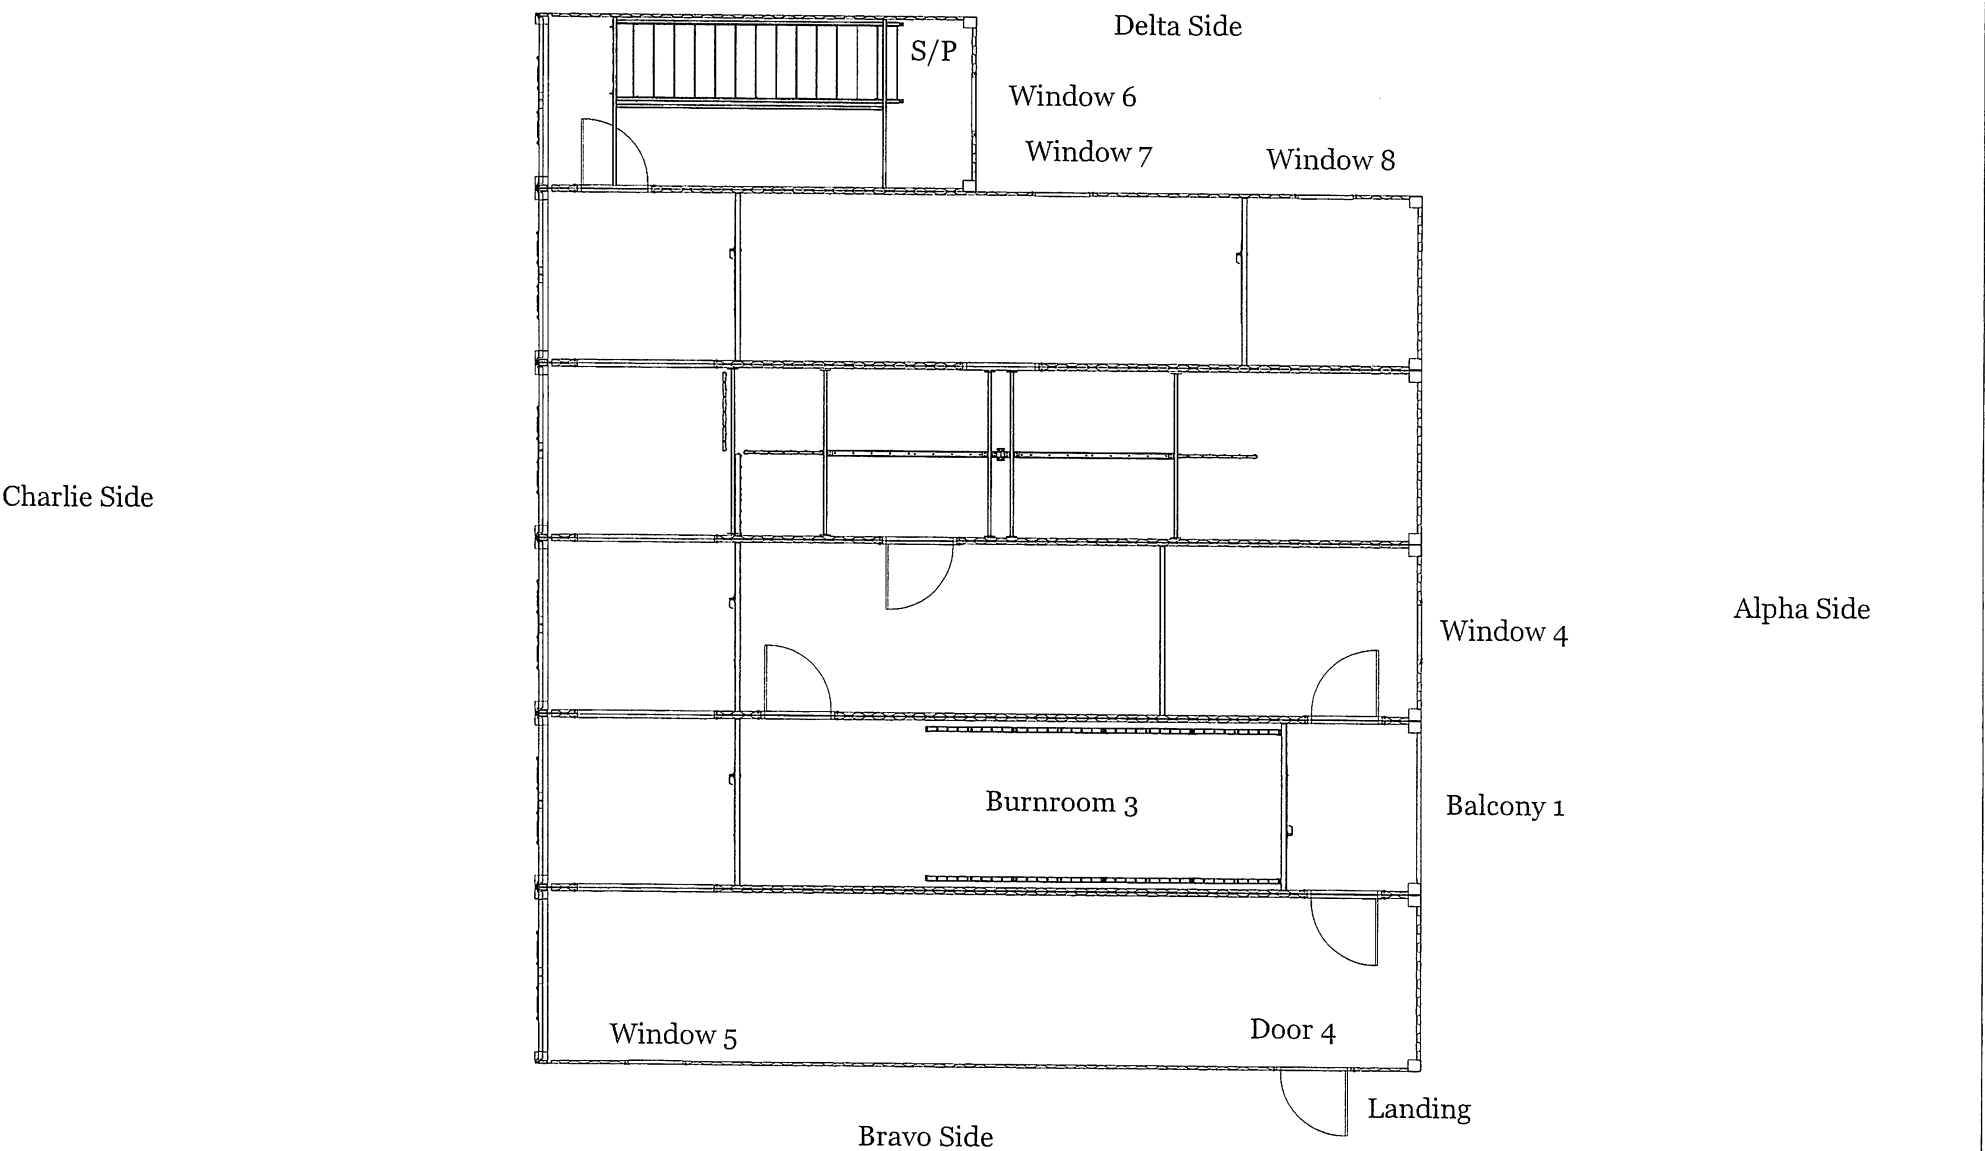 Delta Side
S/P
Window 6
Window 7
Window 8
Charlie Side
Alpha Side
Window 4
Burnroom 3
Balcony 1
Window 5
Door 4
Landing
Bravo Side